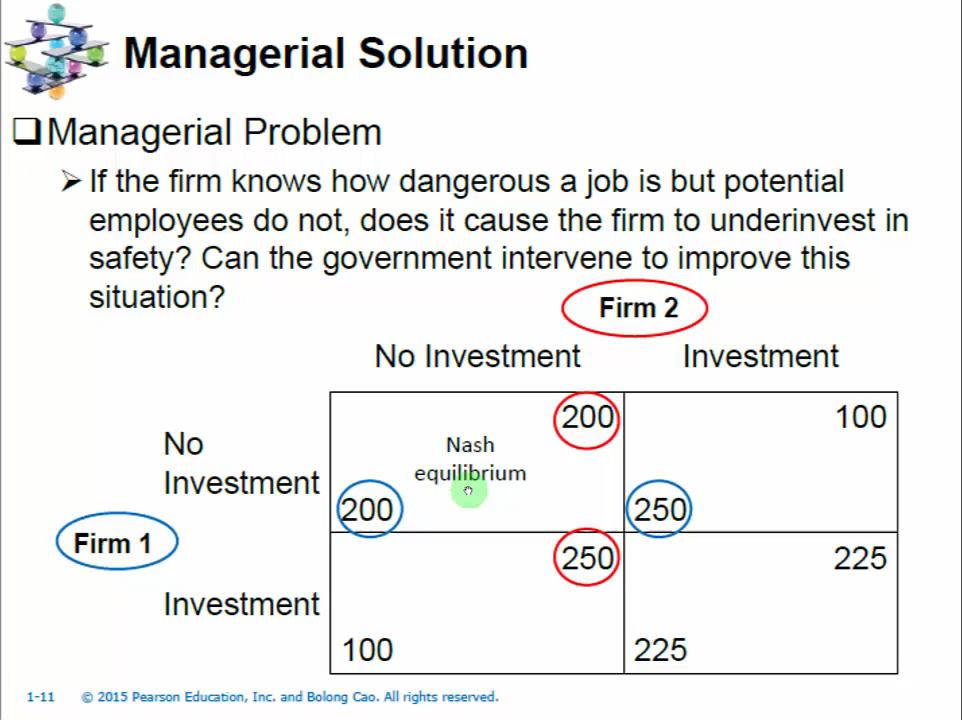 Managerial Solution
Managerial Problem
If the firm knows how dangerous a job is but potential
employees do not, does it cause the firm to underinvest in
safety? Can the government intervene to improve this
situation?
Firm 2
No Investment
Investment
No
Investment
200
Nash
equilibrium
200
100
250
Firm 1
Investment
250
100
225
225
1-11 © 2015 Pearson Education, Inc. and Bolong Cao. All rights reserved.